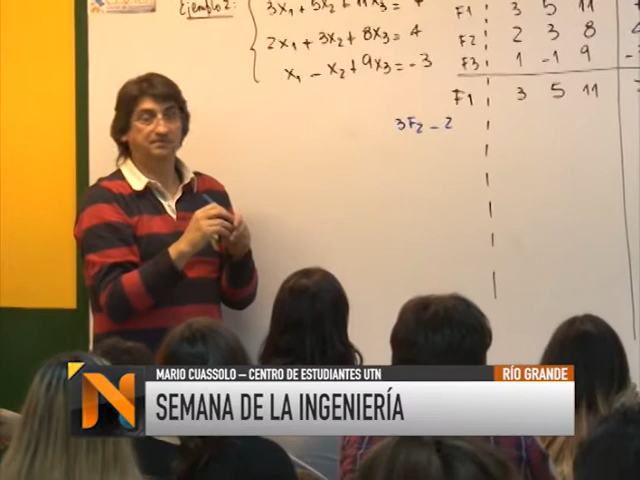 Ejemplo 2:
3x₁ + 5x₂ + 11x₃ =
2x₁ + 3x₂ + 8x₃ = 4
x₁ - x₂ + 9x₃ = -3
F1 3 5 11
F2 2 3 8
F3 1 -1 9
F1 3 5 11
3F2 - 2
MARIO CUASSOLO – CENTRO DE ESTUDIANTES UTN
RÍO GRANDE
N
SEMANA DE LA INGENIERÍA